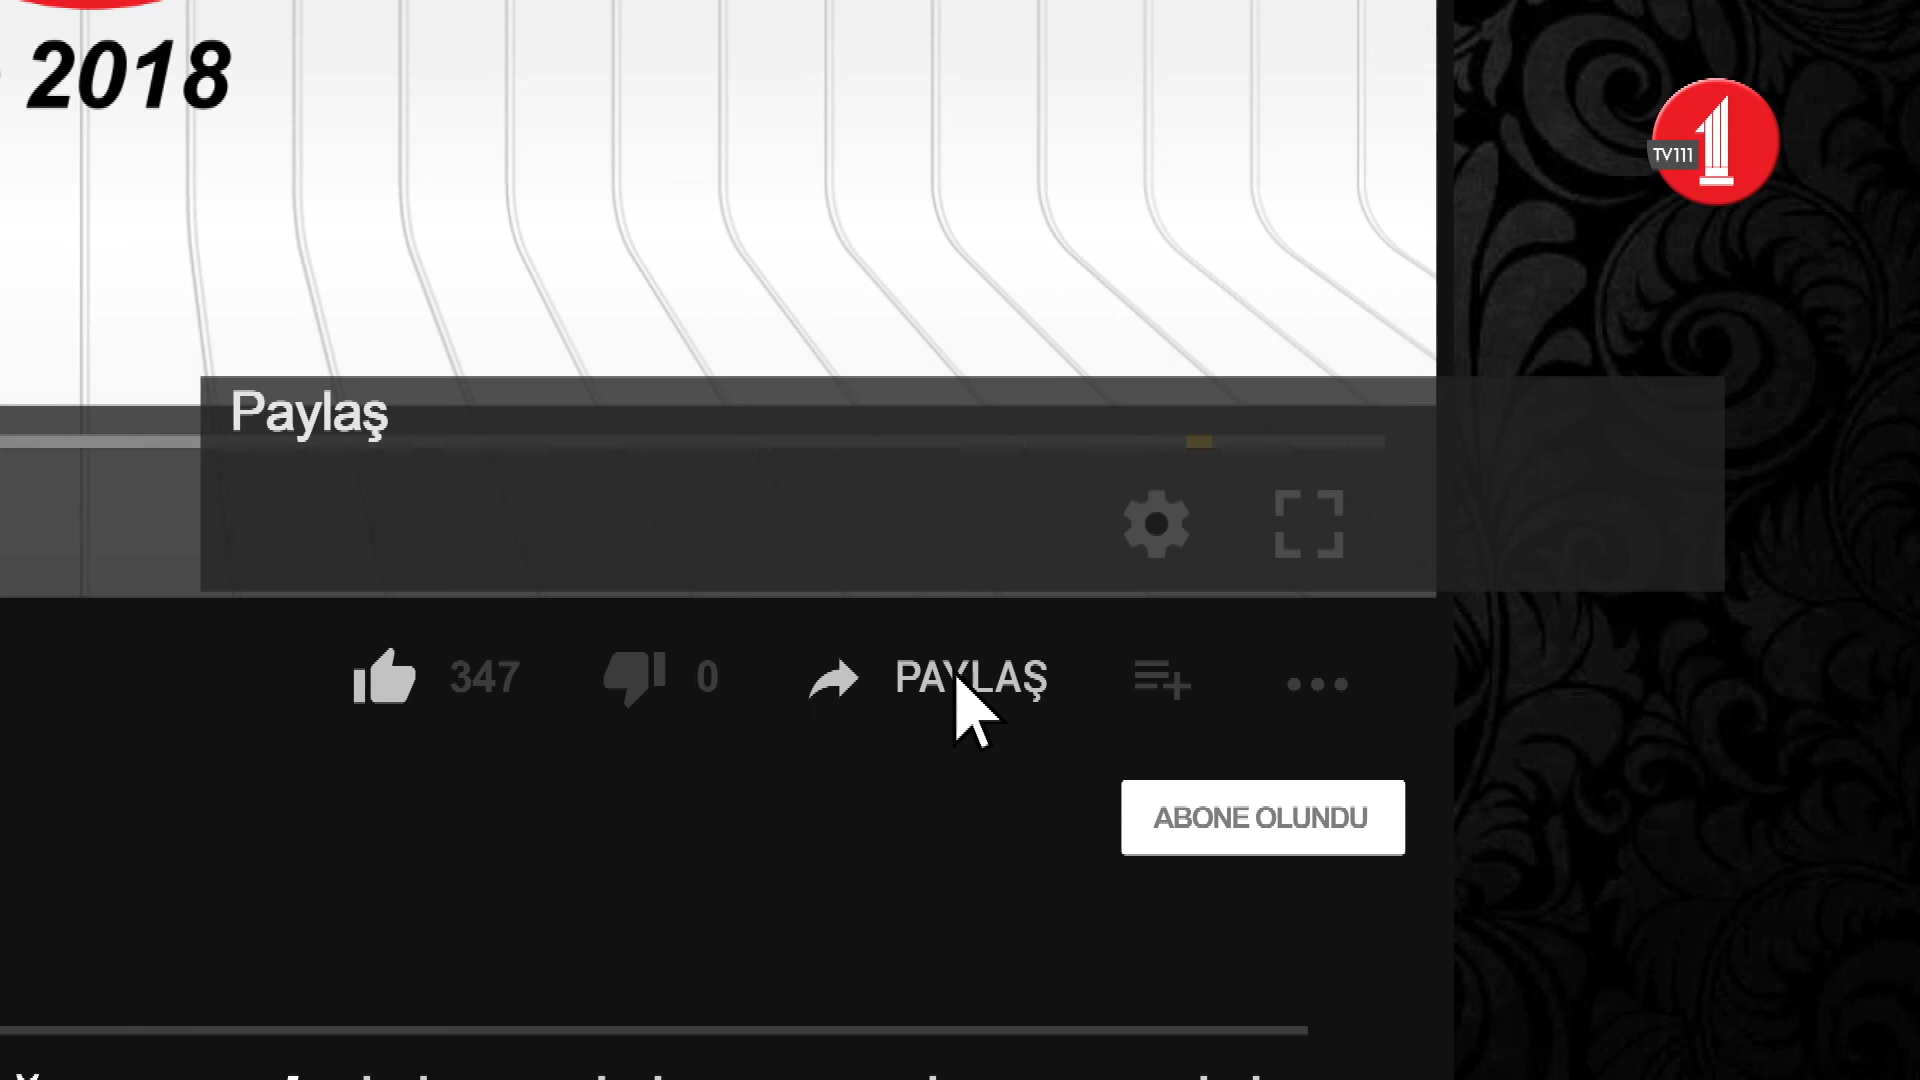 2018
TV111
Paylaş
347 0 PAYLAŞ
ABONE OLUNDU